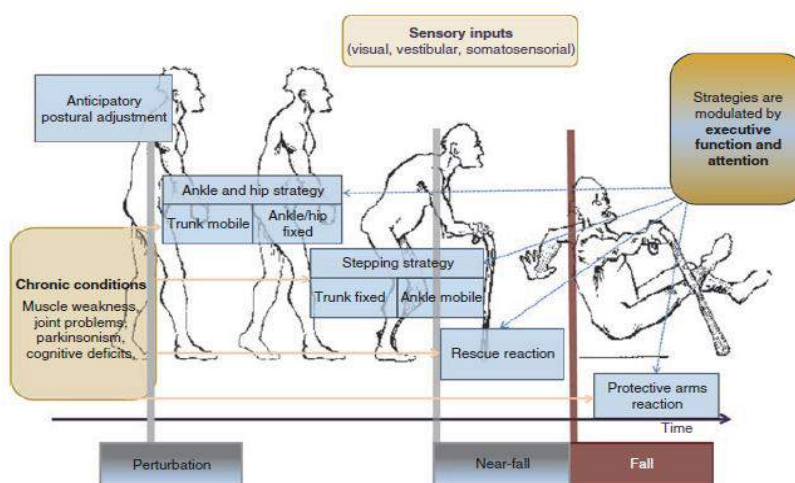 Sensory inputs
(visual, vestibular, somatosensorial)
Anticipatory
postural adjustment
Strategies are
modulated by
executive
function and
attention
Ankle and hip strategy
Trunk mobile
Ankle/hip
fixed
Stepping strategy
Trunk fixed
Ankle mobile
Chronic conditions
Muscle weakness,
joint problems,
parkinsonism,
cognitive deficits,
Rescue reaction
Protective arms
reaction
Time
Perturbation
Near-fall
Fall